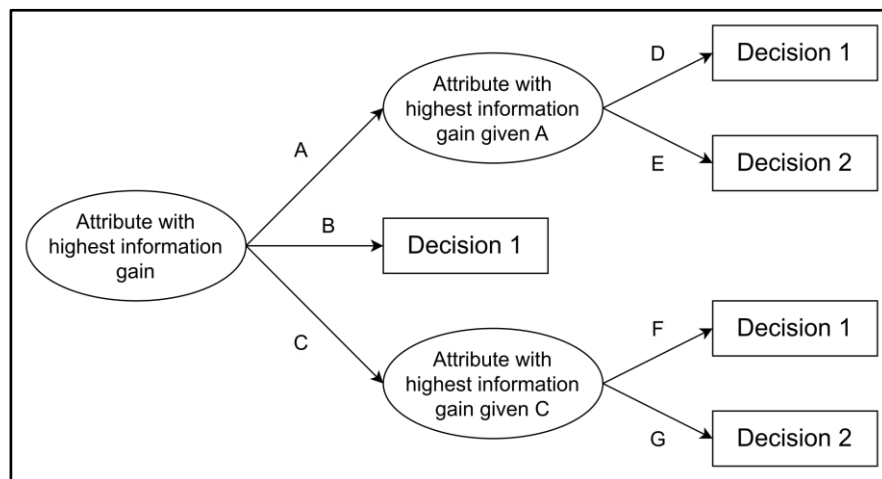 Attribute with
highest information
gain
A
B
C
Attribute with
highest information
gain given A
D
E
Decision 1
Decision 2
Decision 1
Attribute with
highest information
gain given C
F
G
Decision 1
Decision 2